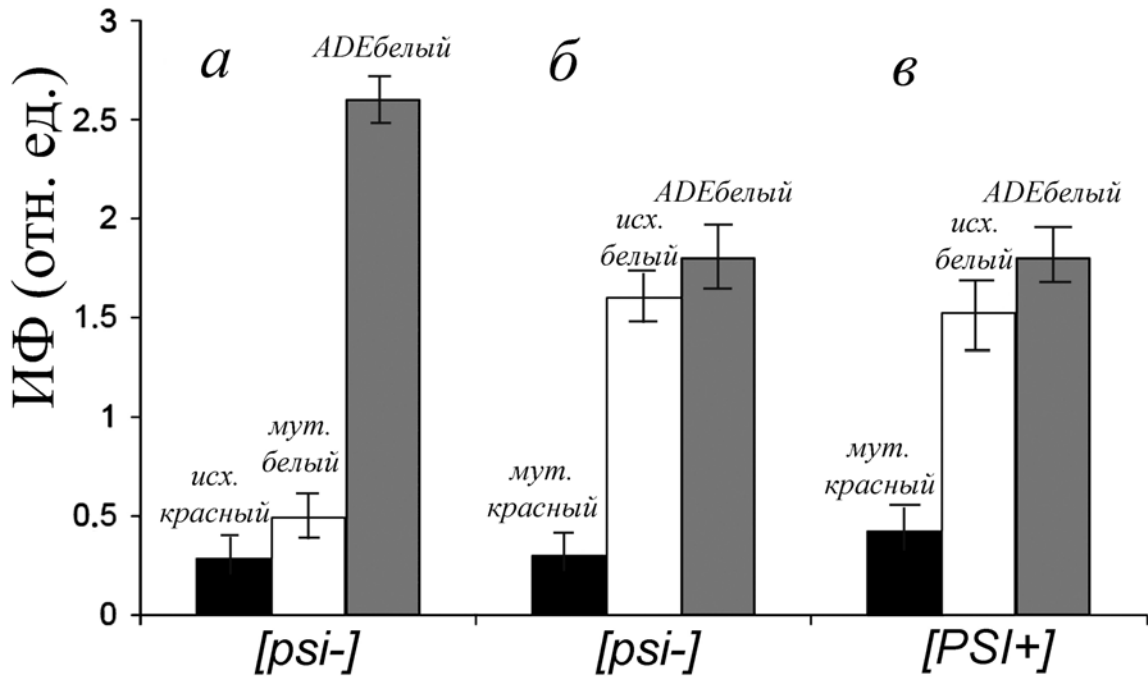 ИФ (отн. ед.)
3
2.5
2
1.5
1
0.5
0
а
ADEбелый
исх.
красный
мут.
белый
[psi-]
б
ADEбелый
исх.
белый
мут.
красный
[psi-]
в
ADEбелый
исх.
белый
мут.
красный
[PSI+]